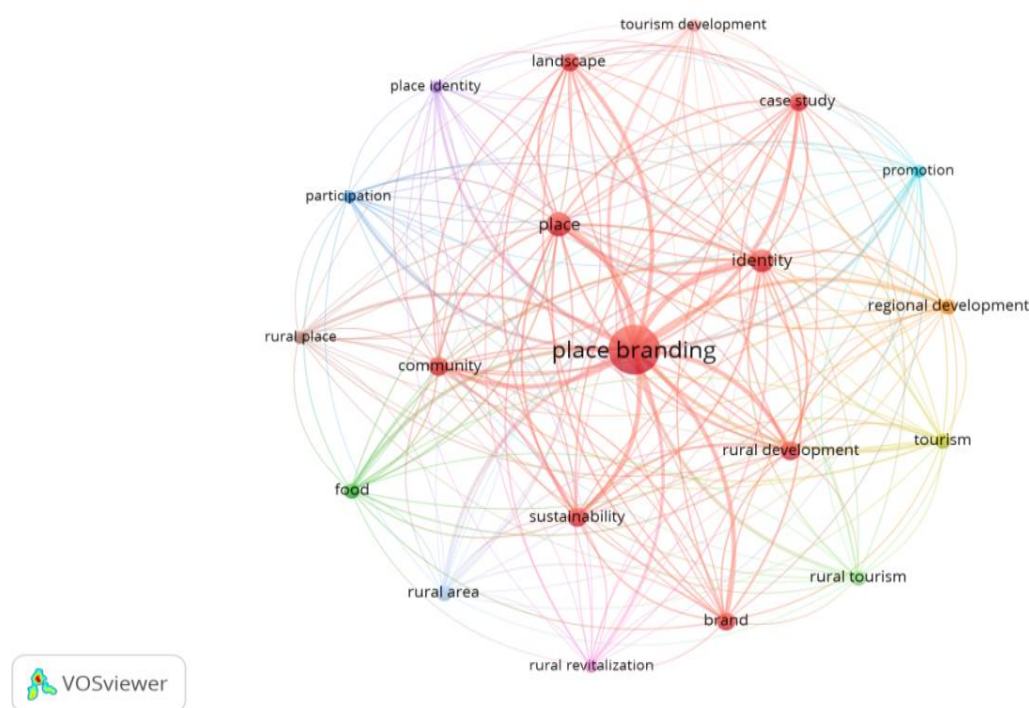 tourism development
landscape
place identity
case study
promotion
participation
place
identity
regional development
rural place
place branding
community
tourism
rural development
food
sustainability
rural tourism
rural area
brand
rural revitalization
VOSviewer